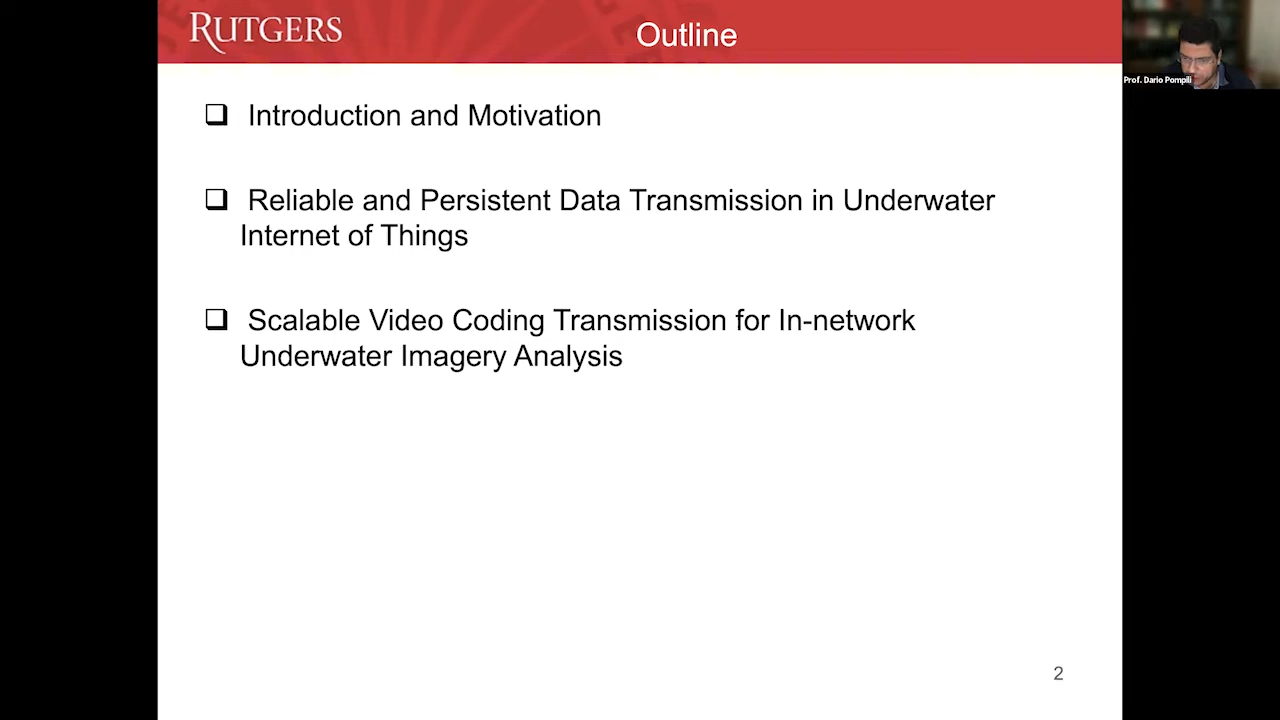 RUTGERS
Outline
Prof. Dario Pompili
Introduction and Motivation
Reliable and Persistent Data Transmission in Underwater
Internet of Things
Scalable Video Coding Transmission for In-network
Underwater Imagery Analysis
2